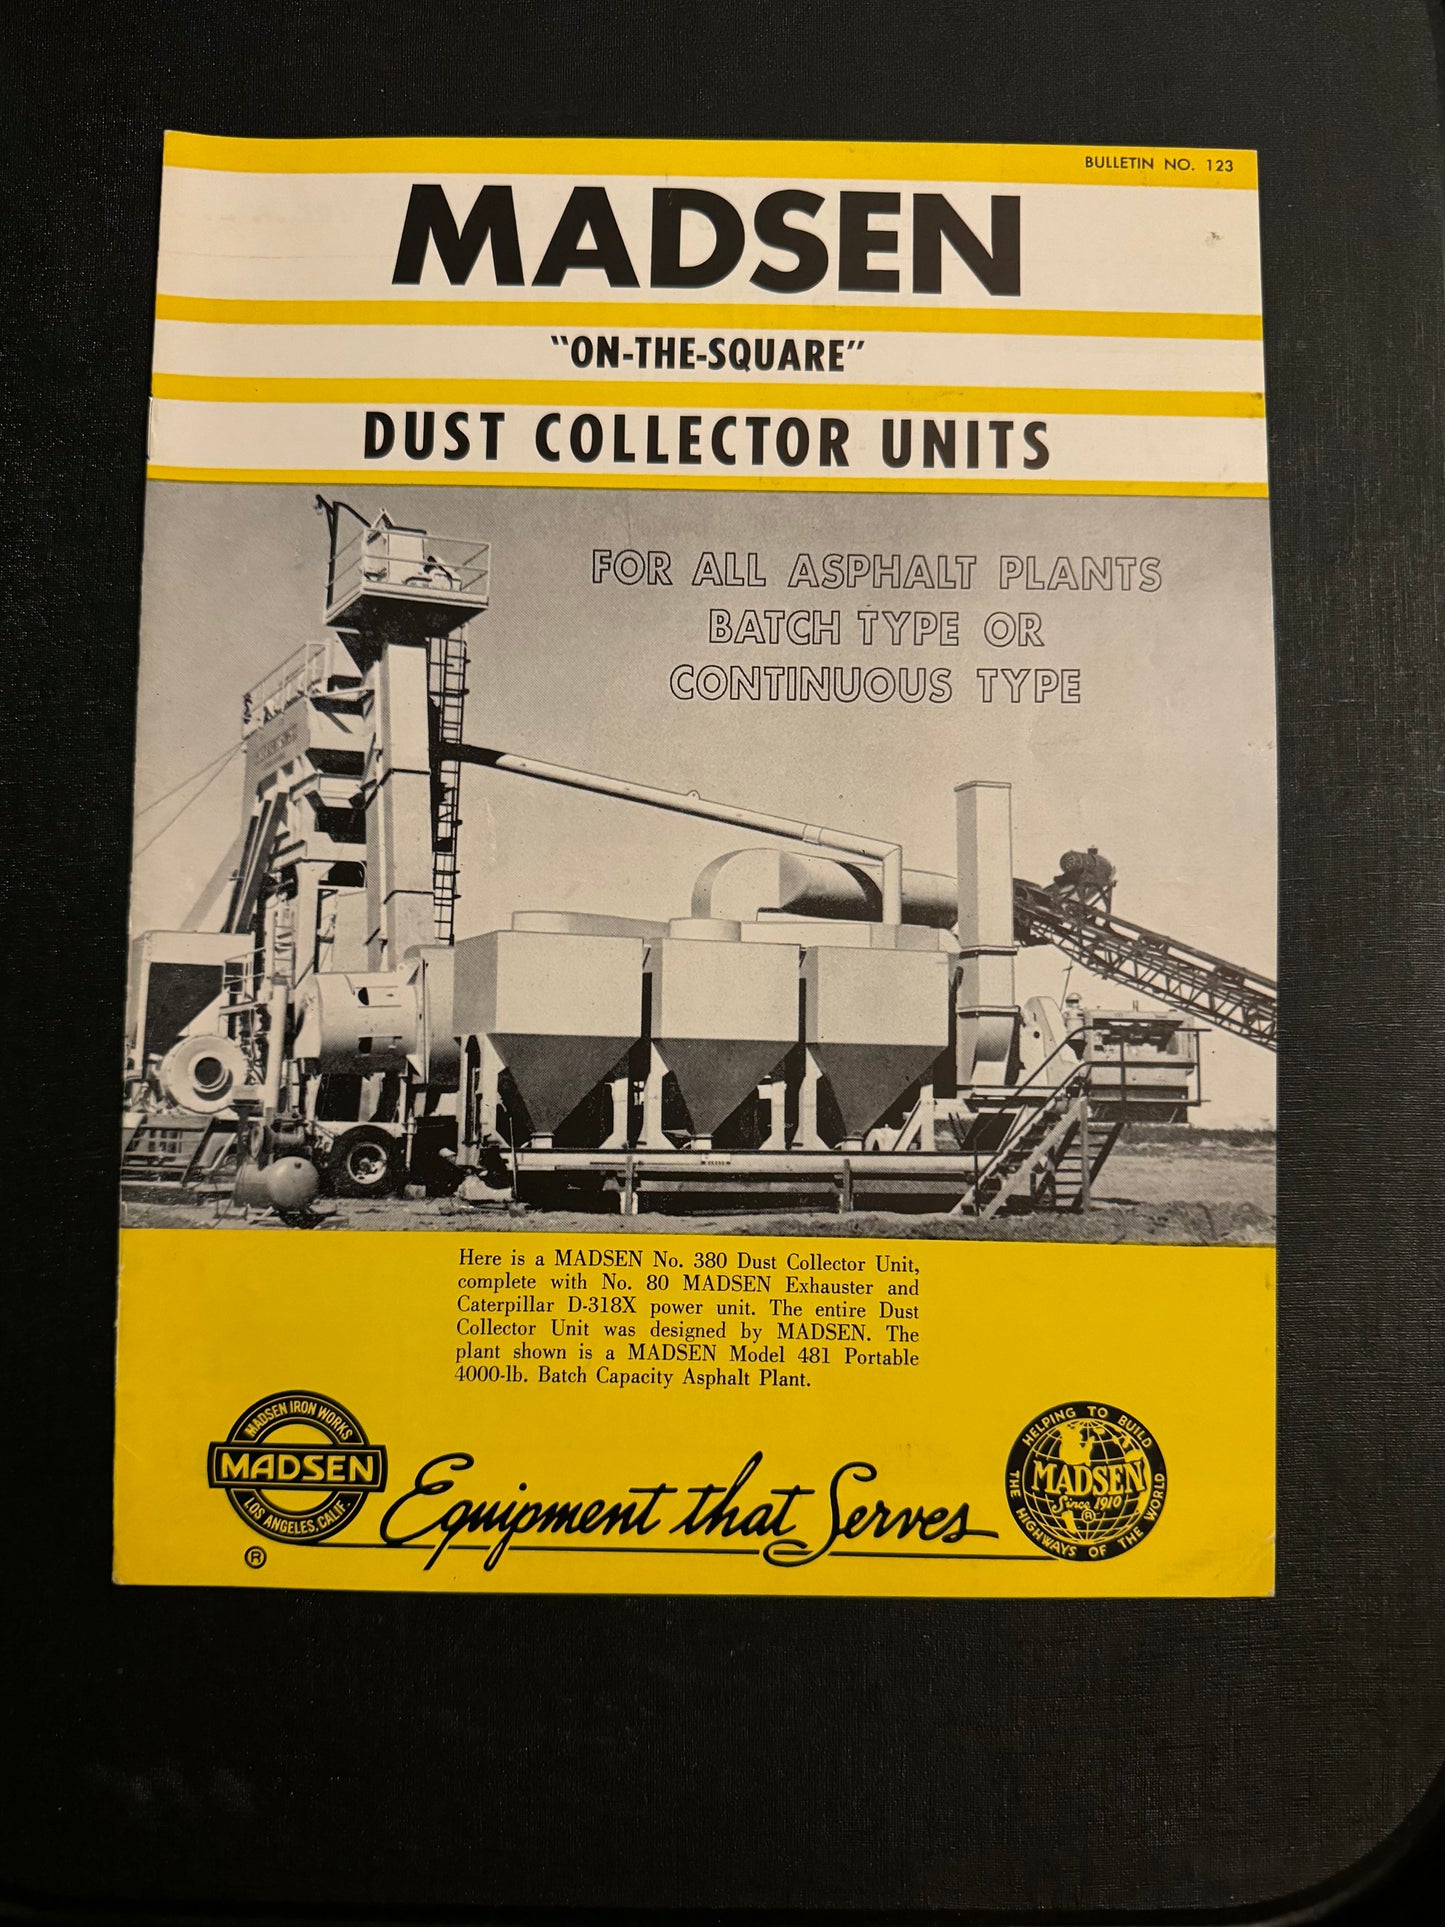 BULLETIN NO. 123
MADSEN
"ON-THE-SQUARE"
DUST COLLECTOR UNITS
FOR ALL ASPHALT PLANTS
BATCH TYPE OR
CONTINUOUS TYPE
Here is a MADSEN No. 380 Dust Collector Unit,
complete with No. 80 MADSEN Exhauster and
Caterpillar D-318X power unit. The entire Dust
Collector Unit was designed by MADSEN. The
plant shown is a MADSEN Model 481 Portable
4000-lb. Batch Capacity Asphalt Plant.
MADSEN IRON WORKS
MADSEN
LOS ANGELES, CALIF.
®
Equipment that Serves
HELPING TO BUILD
MADSEN
Since 1910
®
THE HIGHWAYS OF THE WORLD